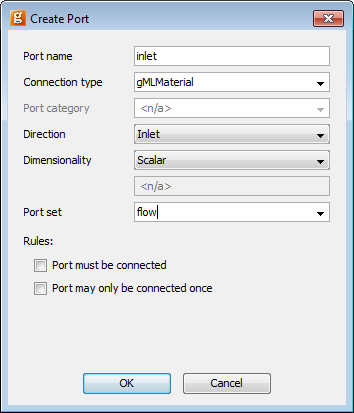 g Create Port
Port name inlet
Connection type gMLMaterial
Port category <n/a>
Direction Inlet
Dimensionality Scalar
<n/a>
Port set flow
Rules:
Port must be connected
Port may only be connected once
OK Cancel